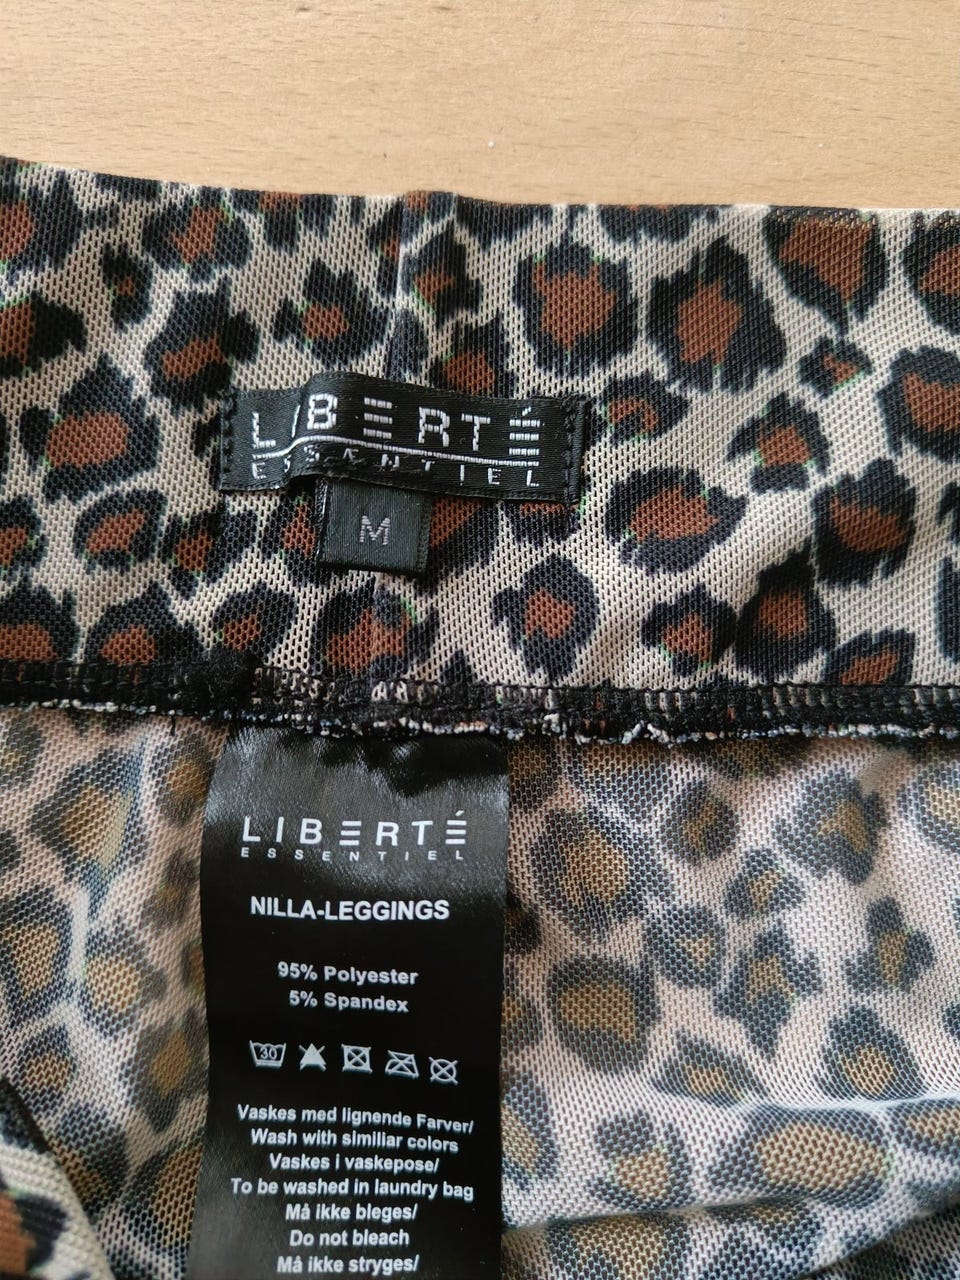 LIBERTÉ
ESSENTIEL
M
LIBERTÉ
ESSENTIEL
NILLA-LEGGINGS
95% Polyester
5% Spandex
30
Vaskes med lignende Farver/
Wash with similiar colors
Vaskes i vaskepose/
To be washed in laundry bag
Må ikke bleges/
Do not bleach
Må ikke stryges/